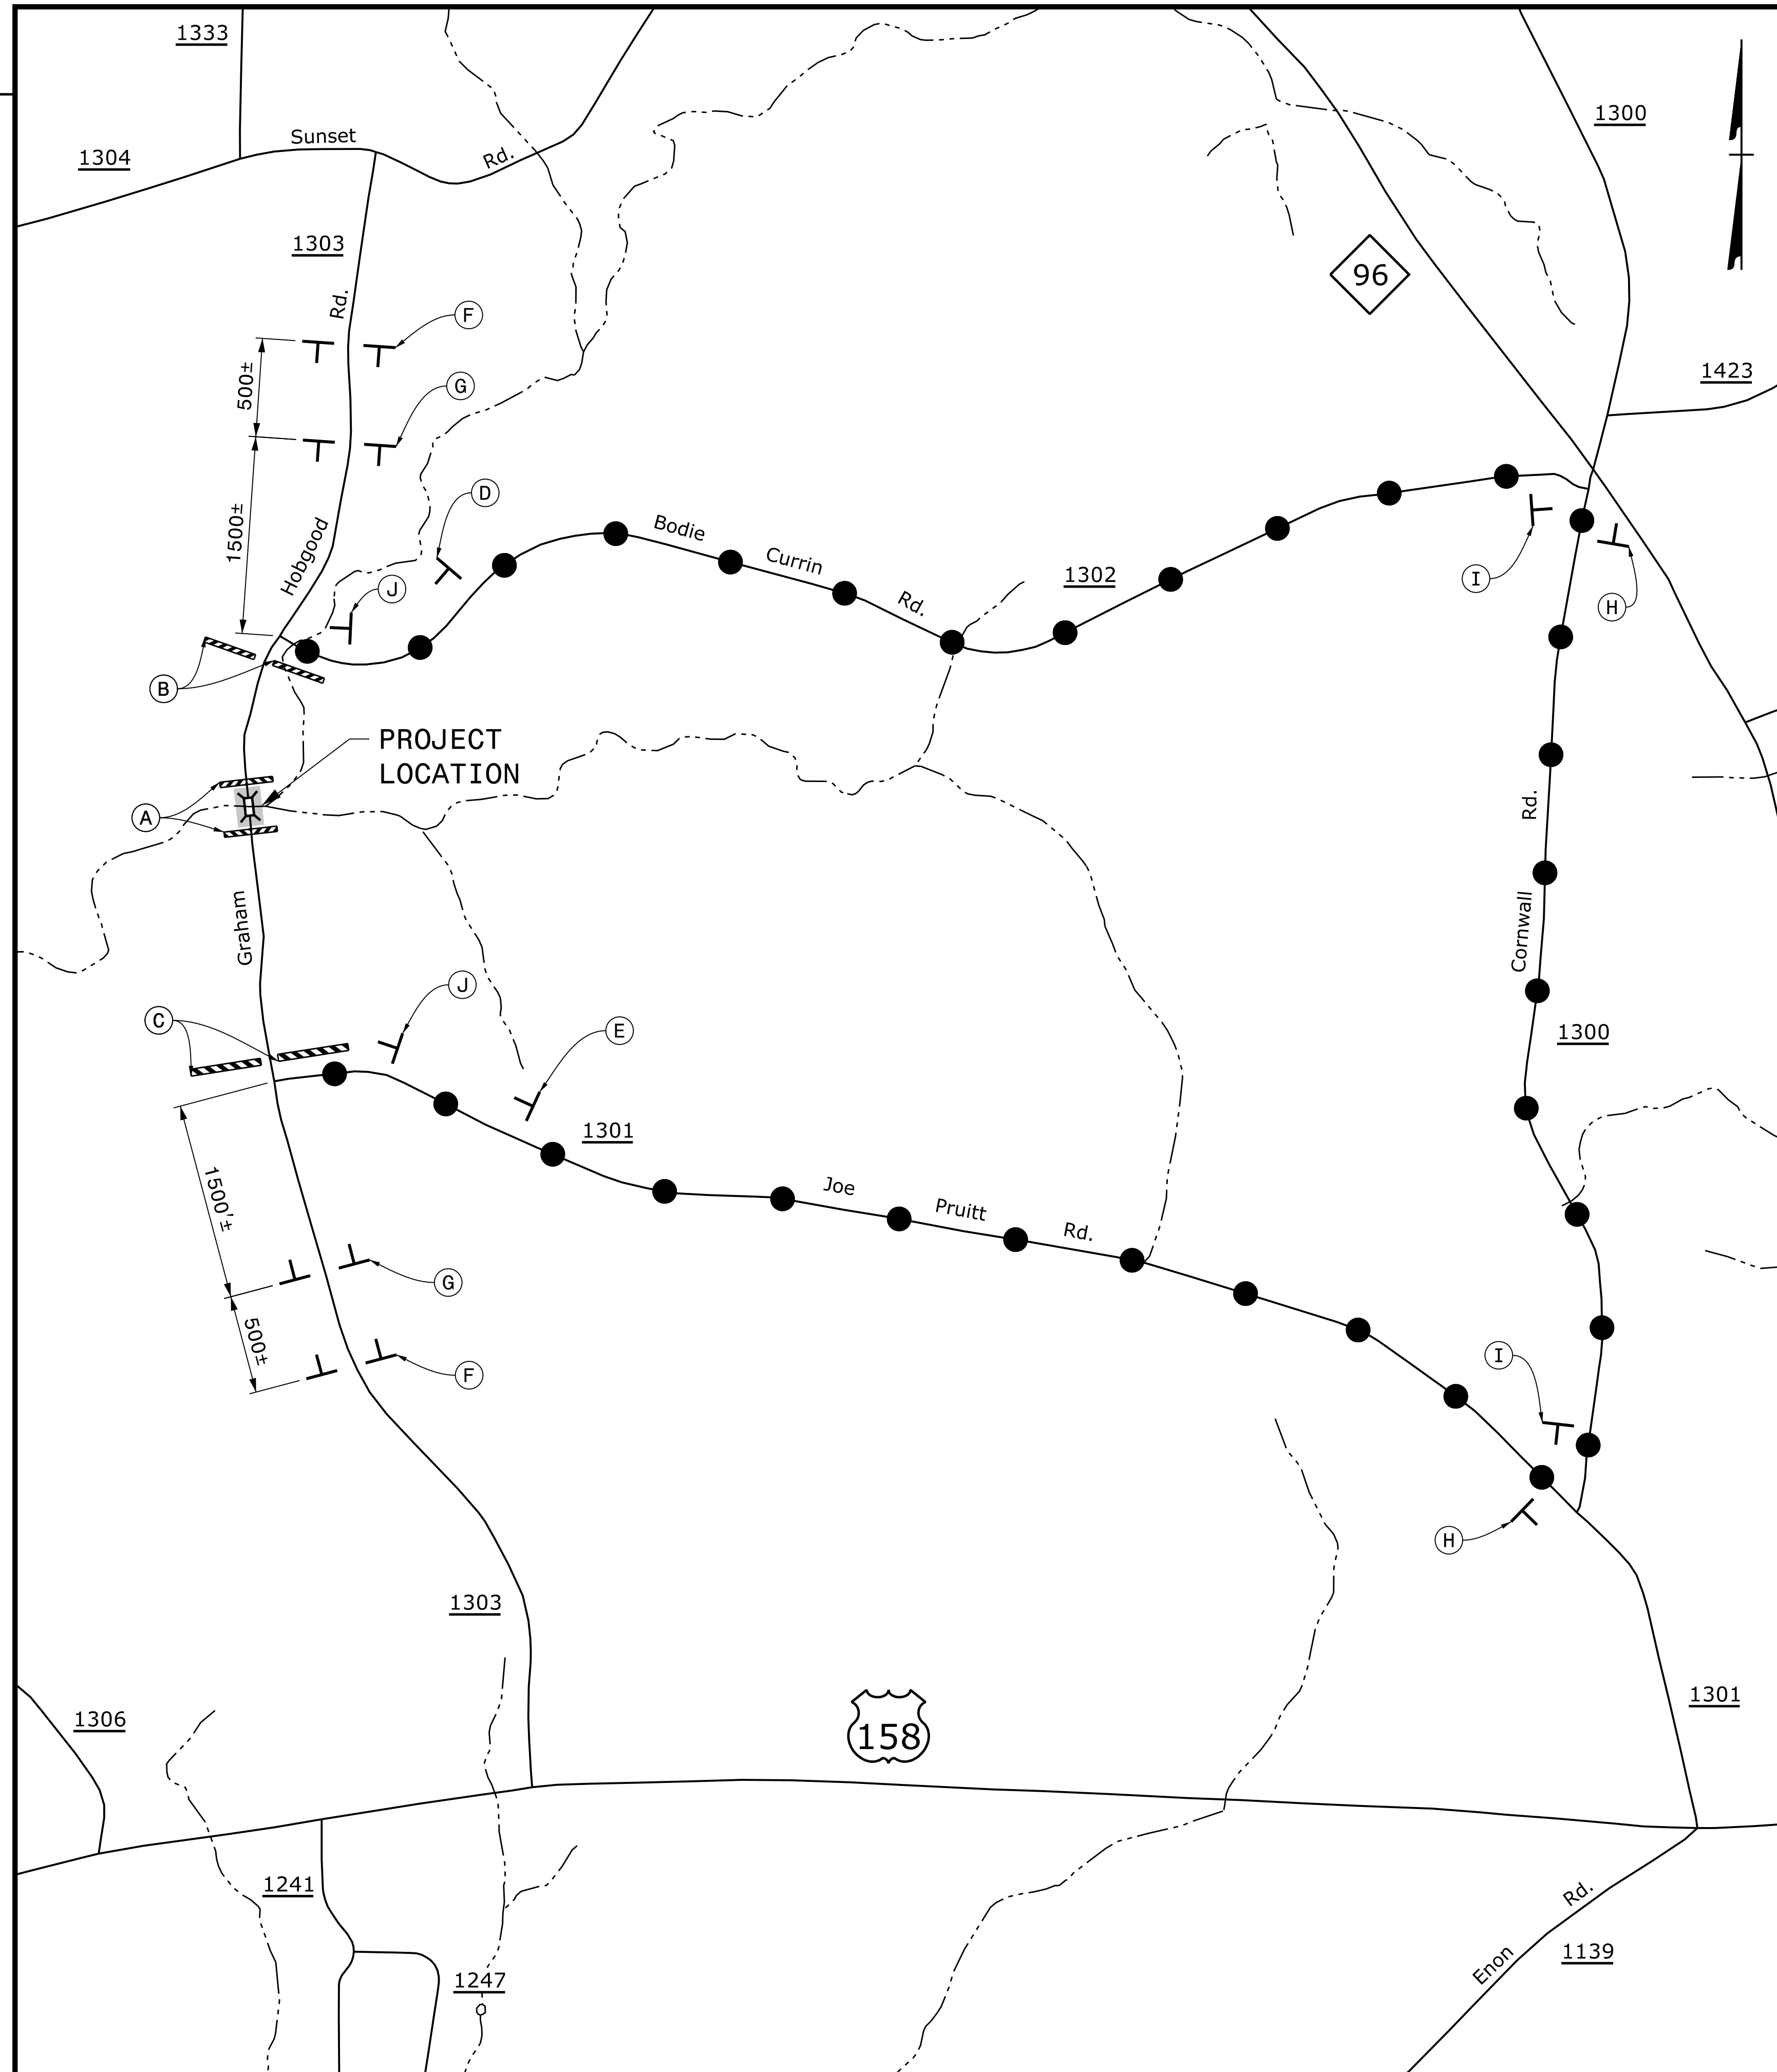 1333
1304
Sunset
Rd.
1300
1303
Rd.
96
F
500±
G
1423
1500±
D
Hobgood
J
Bodie
Currin
Rd.
1302
I
H
B
PROJECT
LOCATION
A
Rd.
Graham
Cornwall
J
C
E
1300
1301
1500'±
Joe
Pruitt
Rd.
G
500±
F
I
H
1303
1306
158
1301
1241
Enon
Rd.
1139
1247